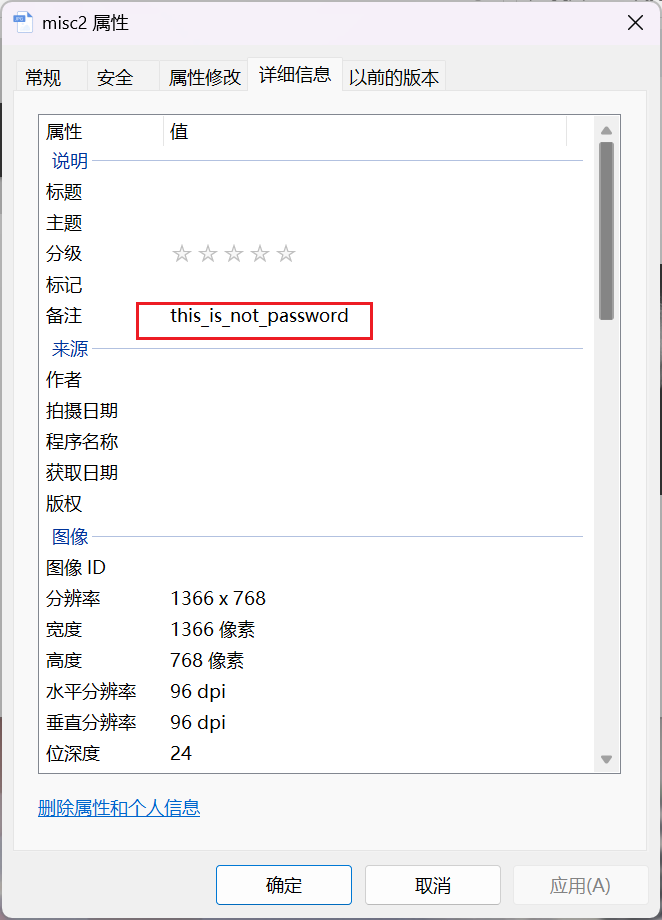 misc2 属性
常规 安全 属性修改 详细信息 以前的版本
属性 值
说明
标题
主题
分级
标记
备注 this_is_not_password
来源
作者
拍摄日期
程序名称
获取日期
版权
图像
图像 ID
分辨率 1366 x 768
宽度 1366 像素
高度 768 像素
水平分辨率 96 dpi
垂直分辨率 96 dpi
位深度 24
删除属性和个人信息
确定 取消 应用(A)